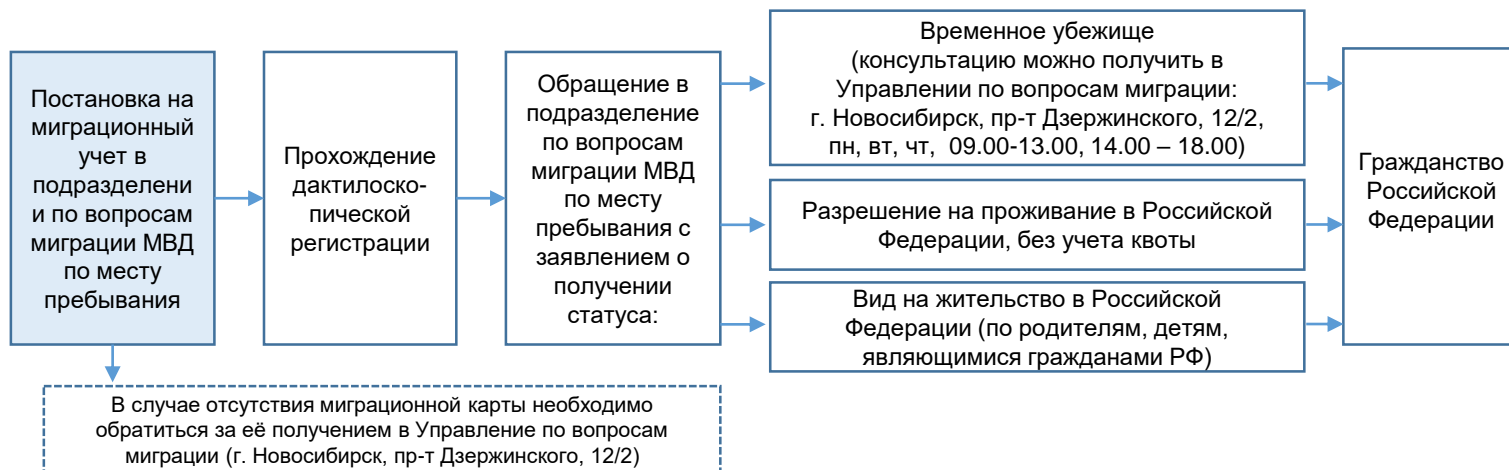 Постановка на
миграционный
учет в
подразделени
и по вопросам
миграции МВД
по месту
пребывания
Прохождение
дактилоско-
пической
регистрации
Обращение в
подразделение
по вопросам
миграции МВД
по месту
пребывания с
заявлением о
получении
статуса:
Временное убежище
(консультацию можно получить в
Управлении по вопросам миграции:
г. Новосибирск, пр-т Дзержинского, 12/2,
пн, вт, чт, 09.00-13.00, 14.00 – 18.00)
Разрешение на проживание в Российской
Федерации, без учета квоты
Вид на жительство в Российской
Федерации (по родителям, детям,
являющимися гражданами РФ)
Гражданство
Российской
Федерации
В случае отсутствия миграционной карты необходимо
обратиться за её получением в Управление по вопросам
миграции (г. Новосибирск, пр-т Дзержинского, 12/2)